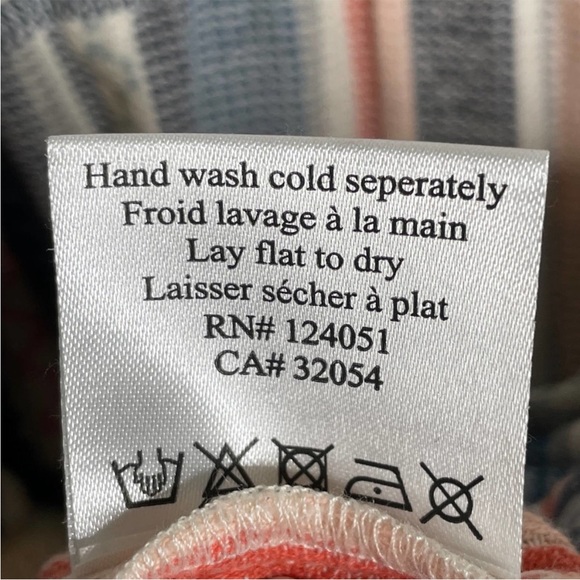 Hand wash cold seperately
Froid lavage à la main
Lay flat to dry
Laisser sécher à plat
RN# 124051
CA# 32054